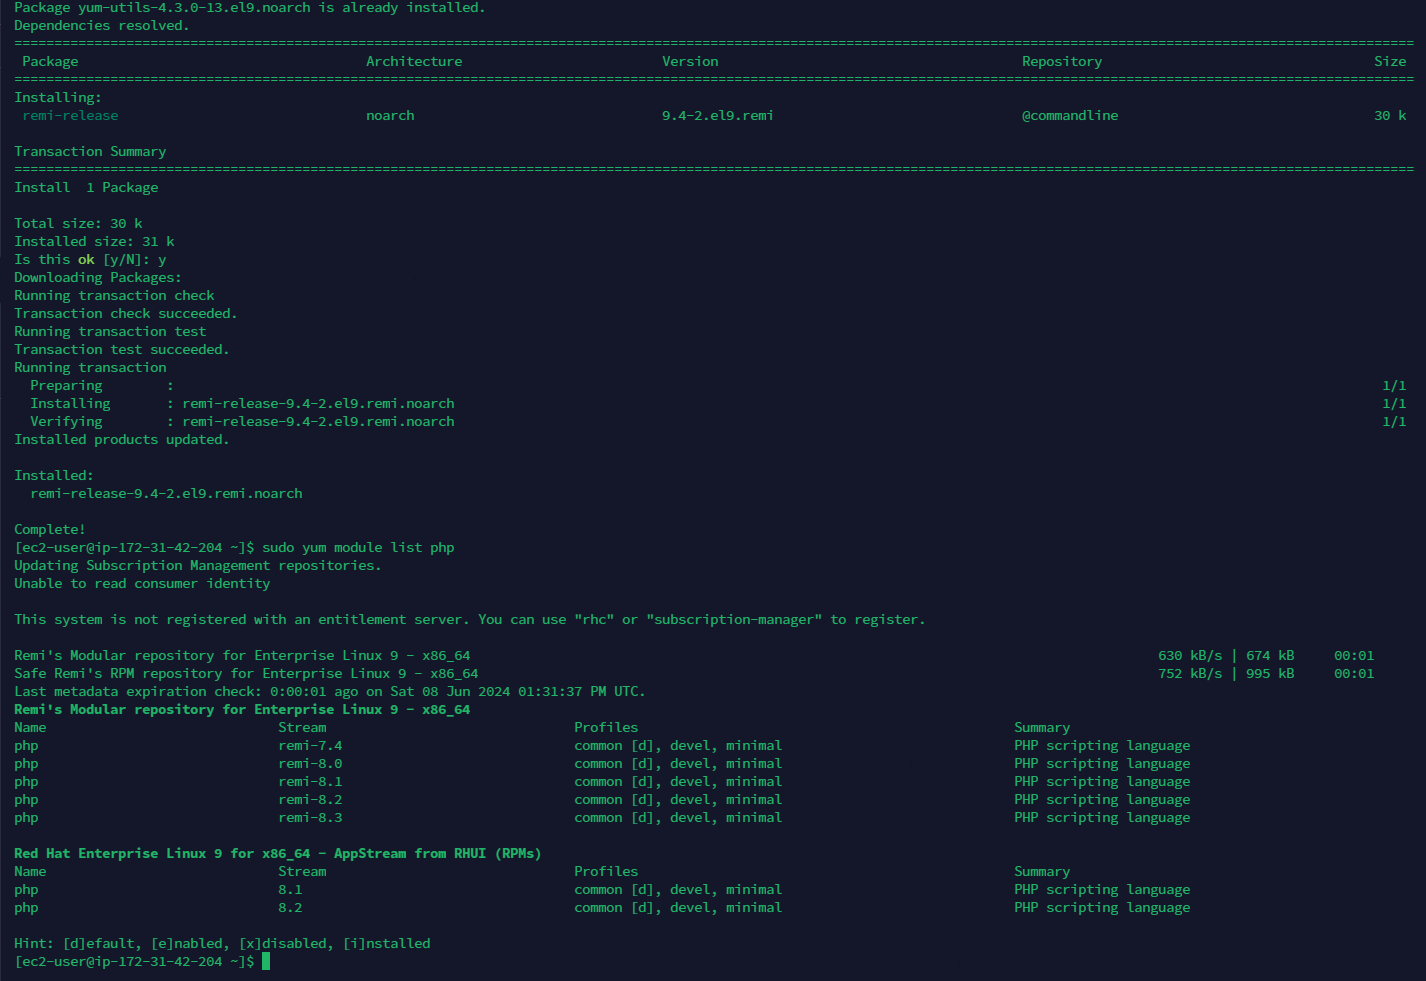 Package yum-utils-4.3.0-13.el9.noarch is already installed.
Dependencies resolved.
Package Architecture Version Repository Size
Installing:
remi-release noarch 9.4-2.el9.remi @commandline 30 k
Transaction Summary
Install 1 Package
Total size: 30 k
Installed size: 31 k
Is this ok [y/N]: y
Downloading Packages:
Running transaction check
Transaction check succeeded.
Running transaction test
Transaction test succeeded.
Running transaction
Preparing : 1/1
Installing : remi-release-9.4-2.el9.remi.noarch 1/1
Verifying : remi-release-9.4-2.el9.remi.noarch 1/1
Installed products updated.
Installed:
remi-release-9.4-2.el9.remi.noarch
Complete!
[ec2-user@ip-172-31-42-204 ~]$ sudo yum module list php
Updating Subscription Management repositories.
Unable to read consumer identity
This system is not registered with an entitlement server. You can use "rhc" or "subscription-manager" to register.
Remi's Modular repository for Enterprise Linux 9 - x86_64 630 kB/s | 674 kB 00:01
Safe Remi's RPM repository for Enterprise Linux 9 - x86_64 752 kB/s | 995 kB 00:01
Last metadata expiration check: 0:00:01 ago on Sat 08 Jun 2024 01:31:37 PM UTC.
Remi's Modular repository for Enterprise Linux 9 - x86_64
Name Stream Profiles Summary
php remi-7.4 common [d], devel, minimal PHP scripting language
php remi-8.0 common [d], devel, minimal PHP scripting language
php remi-8.1 common [d], devel, minimal PHP scripting language
php remi-8.2 common [d], devel, minimal PHP scripting language
php remi-8.3 common [d], devel, minimal PHP scripting language
Red Hat Enterprise Linux 9 for x86_64 - AppStream from RHUI (RPMs)
Name Stream Profiles Summary
php 8.1 common [d], devel, minimal PHP scripting language
php 8.2 common [d], devel, minimal PHP scripting language
Hint: [d]efault, [e]nabled, [x]disabled, [i]nstalled
[ec2-user@ip-172-31-42-204 ~]$